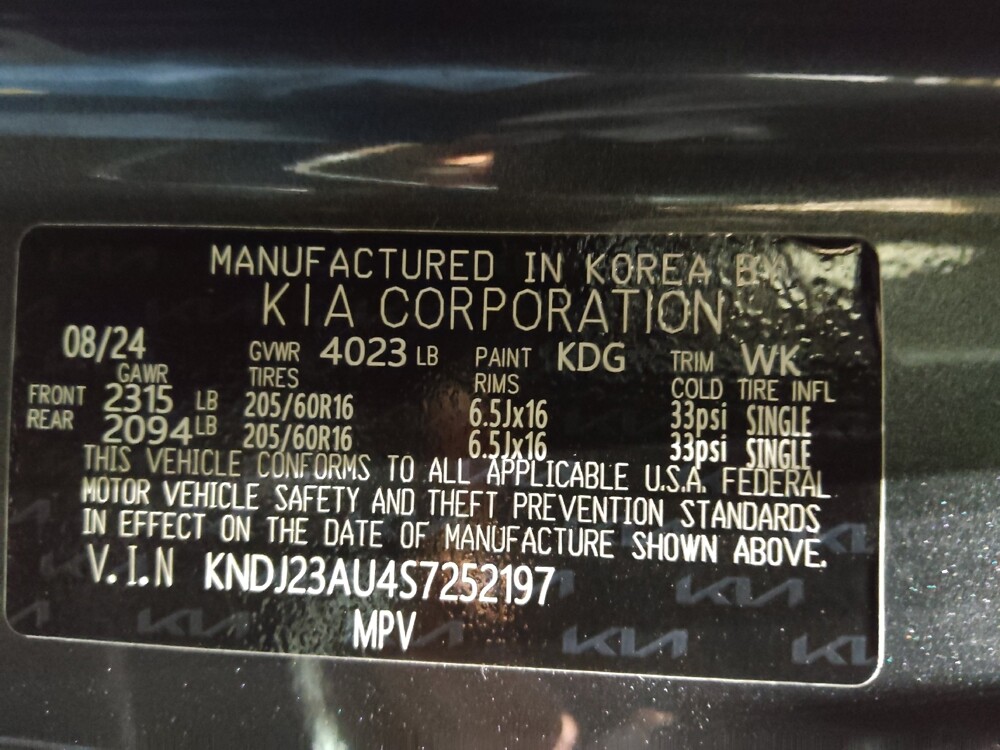 MANUFACTURED IN KOREA BY
KIA CORPORATION
08/24 GVWR 4023 LB PAINT KDG TRIM WK
GAWR TIRES RIMS COLD TIRE INFL
FRONT 2315 LB 205/60R16 6.5Jx16 33psi SINGLE
REAR 2094 LB 205/60R16 6.5Jx16 33psi SINGLE
THIS VEHICLE CONFORMS TO ALL APPLICABLE U.S.A. FEDERAL
MOTOR VEHICLE SAFETY AND THEFT PREVENTION STANDARDS
IN EFFECT ON THE DATE OF MANUFACTURE SHOWN ABOVE.
V.I.N KNDJ23AU4S7252197
MPV